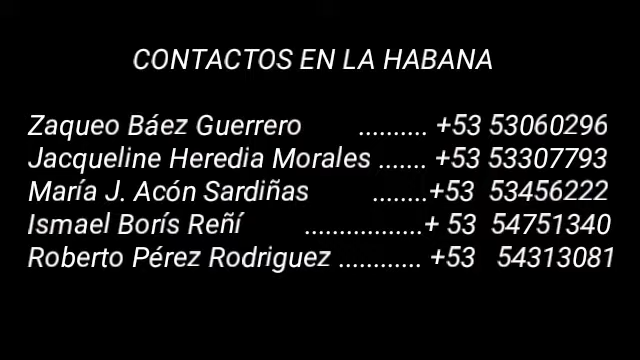 CONTACTOS EN LA HABANA
Zaqueo Báez Guerrero .......... +53 53060296
Jacqueline Heredia Morales ....... +53 53307793
María J. Acón Sardiñas ........+53 53456222
Ismael Borís Reñí .................+ 53 54751340
Roberto Pérez Rodriguez ............ +53 54313081